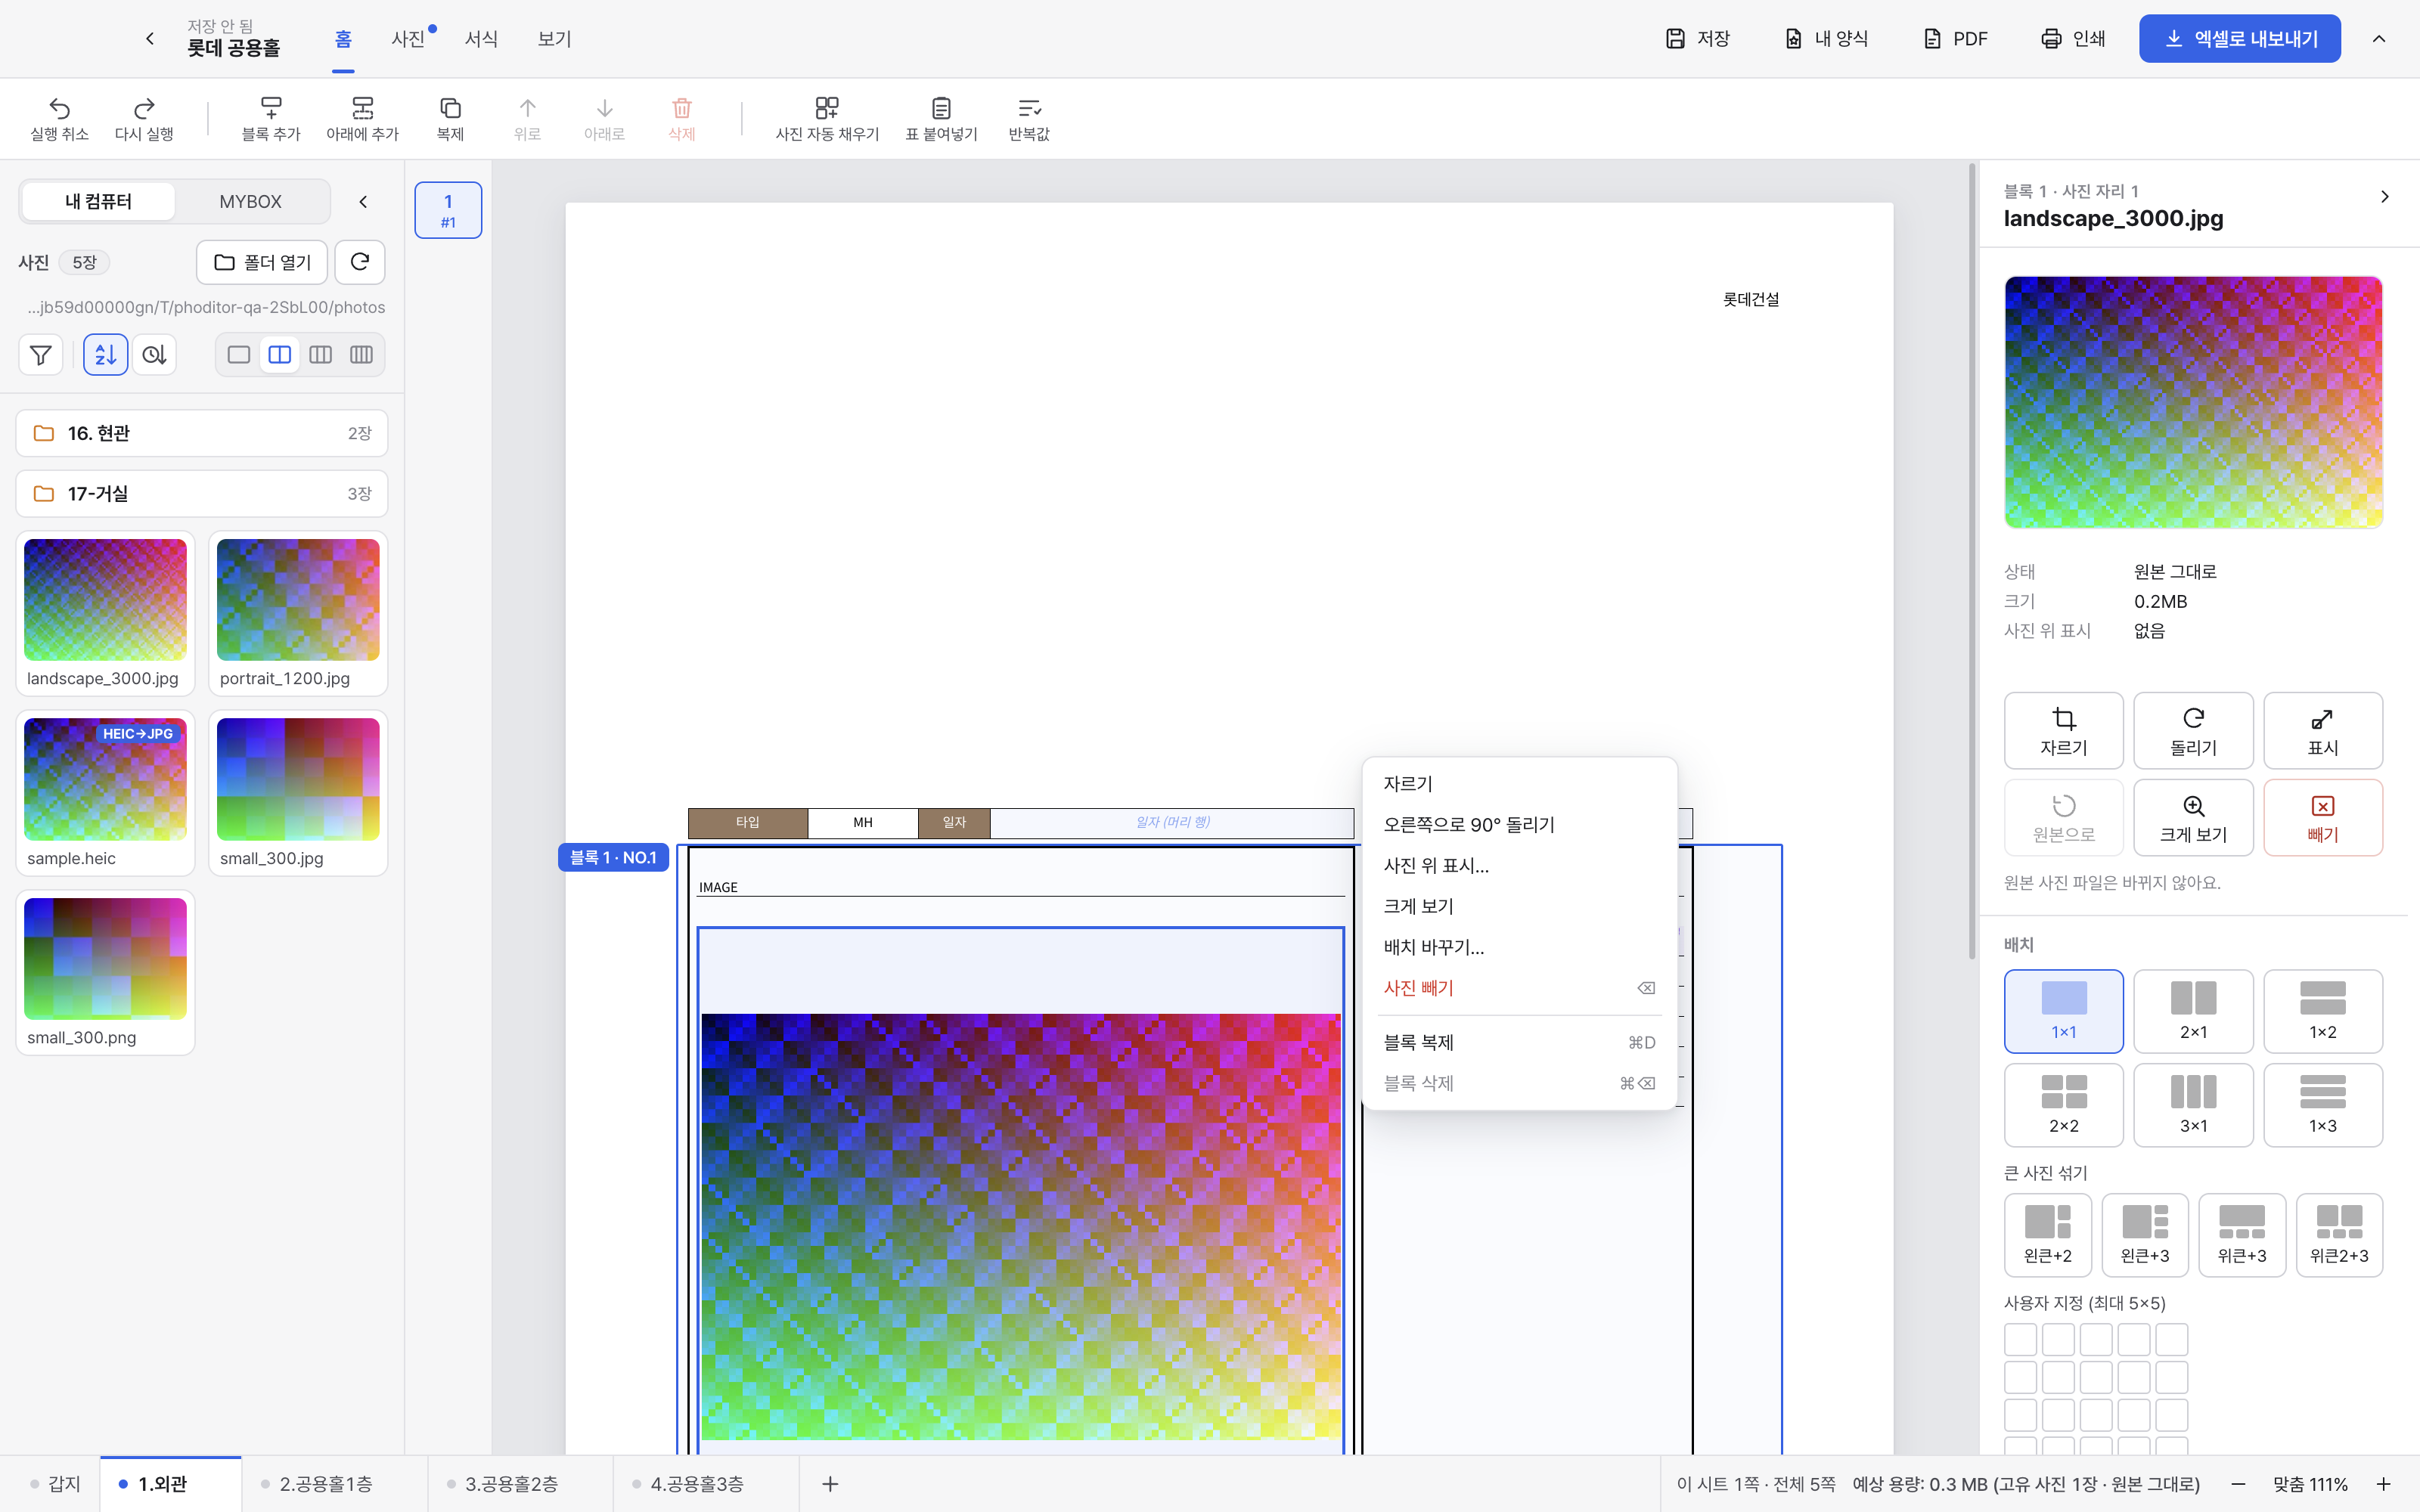 저장 안 됨
롯데 공용홀
홈
사진
서식
보기
저장
내 양식
PDF
인쇄
엑셀로 내보내기
실행 취소
다시 실행
블록 추가
아래에 추가
복제
위로
아래로
삭제
사진 자동 채우기
표 붙여넣기
반복값
내 컴퓨터
MYBOX
사진
5장
폴더 열기
...jb59d00000gn/T/phoditor-qa-2SbL00/photos
16. 현관
2장
17-거실
3장
landscape_3000.jpg
portrait_1200.jpg
HEIC→JPG
sample.heic
small_300.jpg
small_300.png
1
#1
롯데건설
타입
MH
일자
일자 (머리 행)
블록 1 · NO.1
IMAGE
자르기
오른쪽으로 90° 돌리기
사진 위 표시...
크게 보기
배치 바꾸기...
사진 빼기 ⌫
블록 복제 ⌘D
블록 삭제 ⌘⌫
블록 1 · 사진 자리 1
landscape_3000.jpg
상태 원본 그대로
크기 0.2MB
사진 위 표시 없음
자르기
돌리기
표시
원본으로
크게 보기
빼기
원본 사진 파일은 바뀌지 않아요.
배치
1×1
2×1
1×2
2×2
3×1
1×3
큰 사진 섞기
왼큰+2
왼큰+3
위큰+3
위큰2+3
사용자 지정 (최대 5×5)
갑지
1.외관
2.공용홀1층
3.공용홀2층
4.공용홀3층
이 시트 1쪽 · 전체 5쪽
예상 용량: 0.3 MB (고유 사진 1장 · 원본 그대로)
맞춤 111%